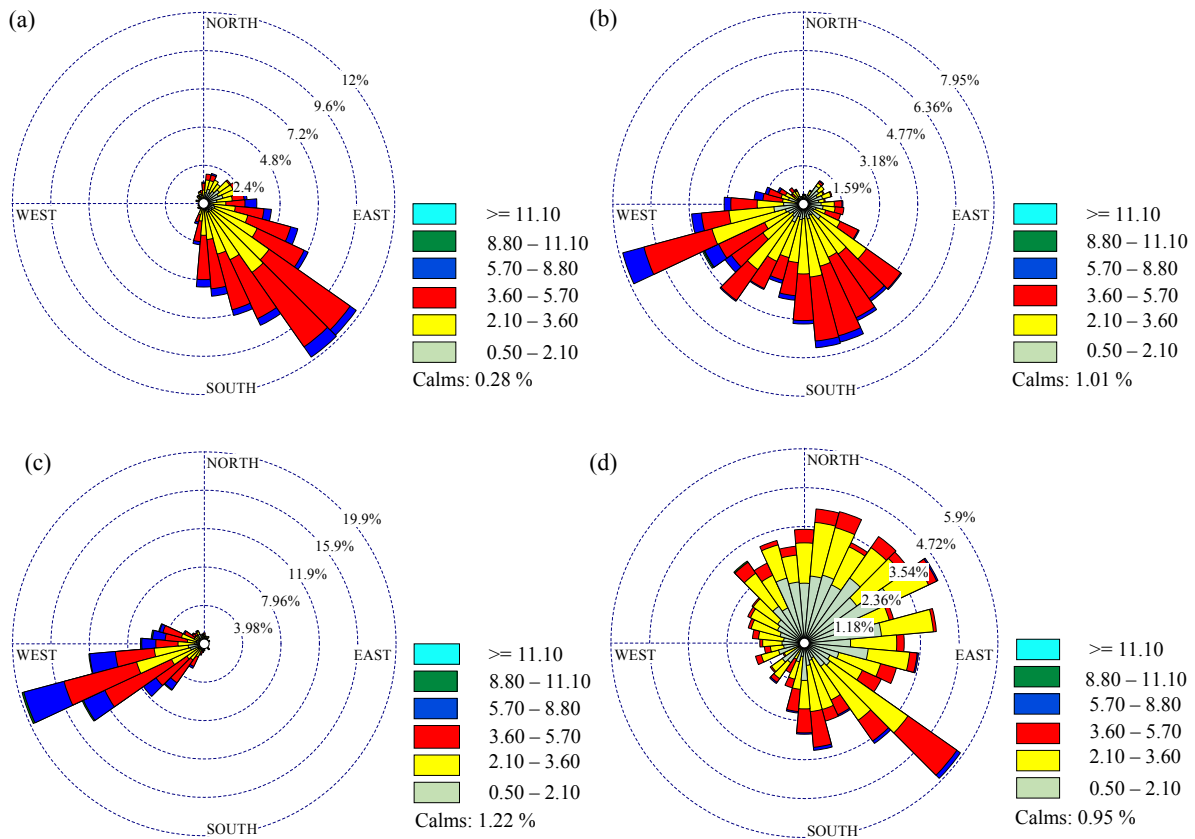 (a)
NORTH
12%
9.6%
7.2%
4.8%
2.4%
WEST
EAST
SOUTH
>= 11.10
8.80 – 11.10
5.70 – 8.80
3.60 – 5.70
2.10 – 3.60
0.50 – 2.10
Calms: 0.28 %
(b)
NORTH
7.95%
6.36%
4.77%
3.18%
1.59%
WEST
EAST
SOUTH
>= 11.10
8.80 – 11.10
5.70 – 8.80
3.60 – 5.70
2.10 – 3.60
0.50 – 2.10
Calms: 1.01 %
(c)
NORTH
19.9%
15.9%
11.9%
7.96%
3.98%
WEST
EAST
SOUTH
>= 11.10
8.80 – 11.10
5.70 – 8.80
3.60 – 5.70
2.10 – 3.60
0.50 – 2.10
Calms: 1.22 %
(d)
NORTH
5.9%
4.72%
3.54%
2.36%
1.18%
WEST
EAST
SOUTH
>= 11.10
8.80 – 11.10
5.70 – 8.80
3.60 – 5.70
2.10 – 3.60
0.50 – 2.10
Calms: 0.95 %